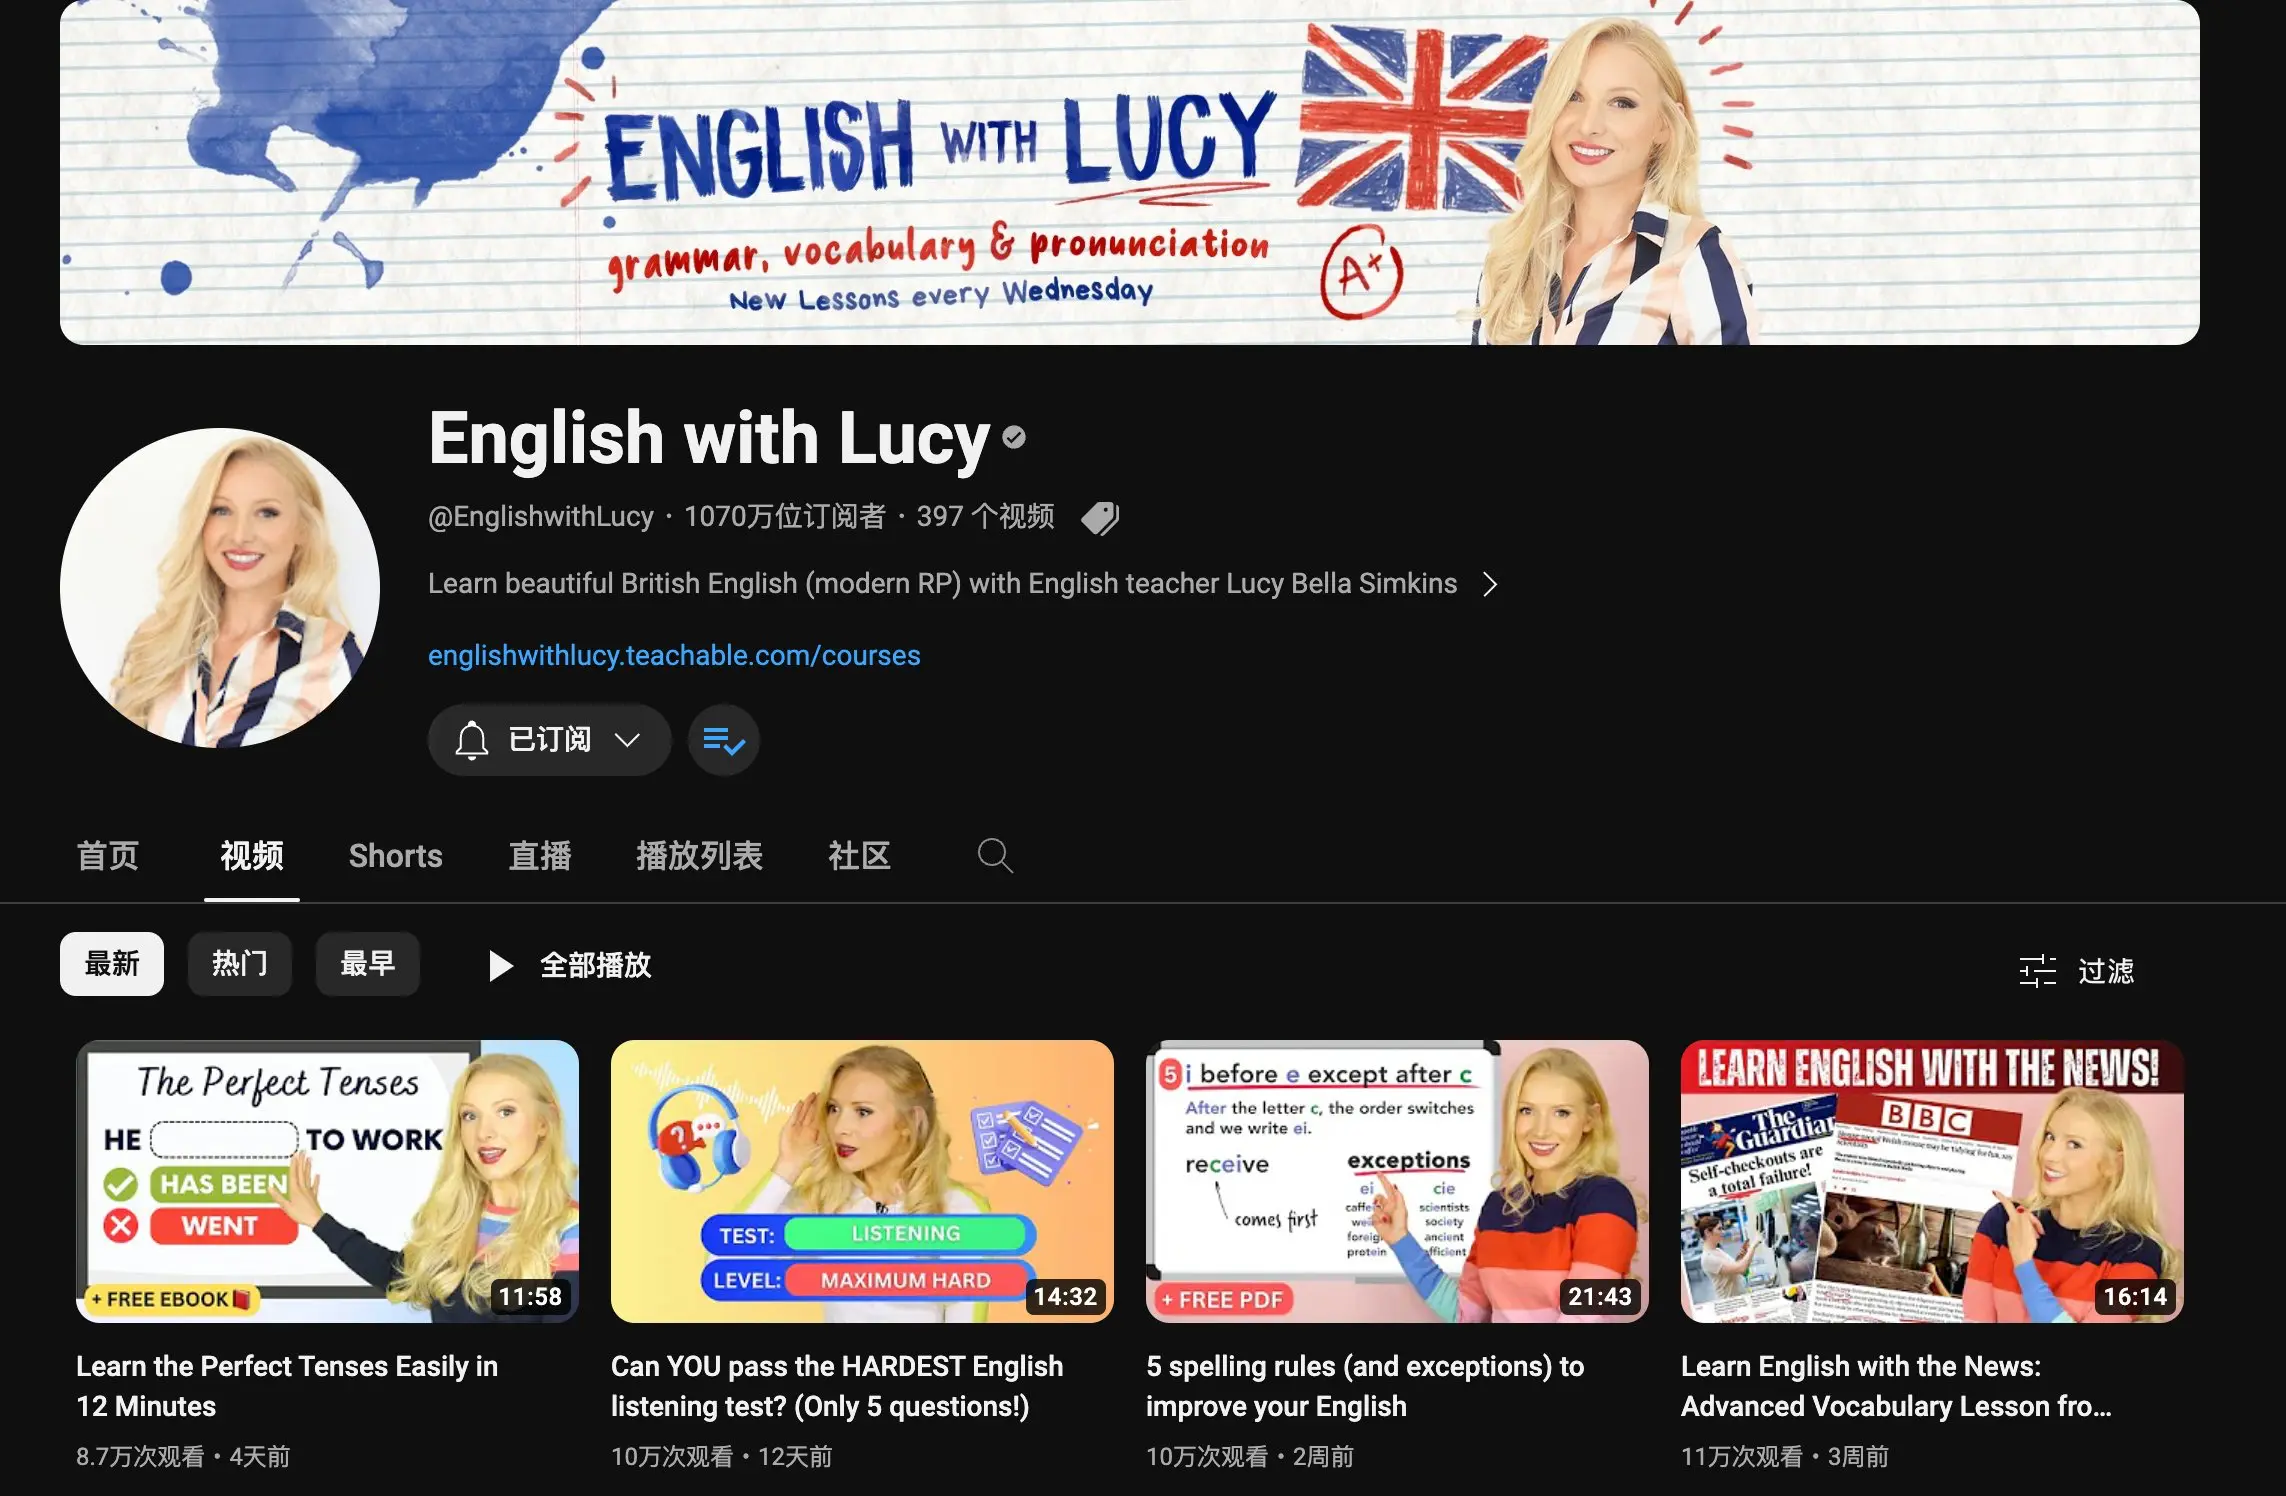 ENGLISH WITH LUCY
grammar, vocabulary & pronunciation
New Lessons every Wednesday
A+
English with Lucy
@EnglishwithLucy · 1070万位订阅者 · 397 个视频
Learn beautiful British English (modern RP) with English teacher Lucy Bella Simkins
englishwithlucy.teachable.com/courses
已订阅
首页 视频 Shorts 直播 播放列表 社区
最新 热门 最早 全部播放 过滤
The Perfect Tenses
HE TO WORK
HAS BEEN
WENT
+ FREE EBOOK
11:58
TEST: LISTENING
LEVEL: MAXIMUM HARD
14:32
5 i before e except after c
After the letter c, the order switches
and we write ei.
receive
comes first
exceptions
ei cie
scientists
society
foreign ancient
protein
+ FREE PDF
21:43
LEARN ENGLISH WITH THE NEWS!
The Guardian
Self-checkouts are
a total failure!
BBC
16:14
Learn the Perfect Tenses Easily in
12 Minutes
8.7万次观看 · 4天前
Can YOU pass the HARDEST English
listening test? (Only 5 questions!)
10万次观看 · 12天前
5 spelling rules (and exceptions) to
improve your English
10万次观看 · 2周前
Learn English with the News:
Advanced Vocabulary Lesson fro...
11万次观看 · 3周前